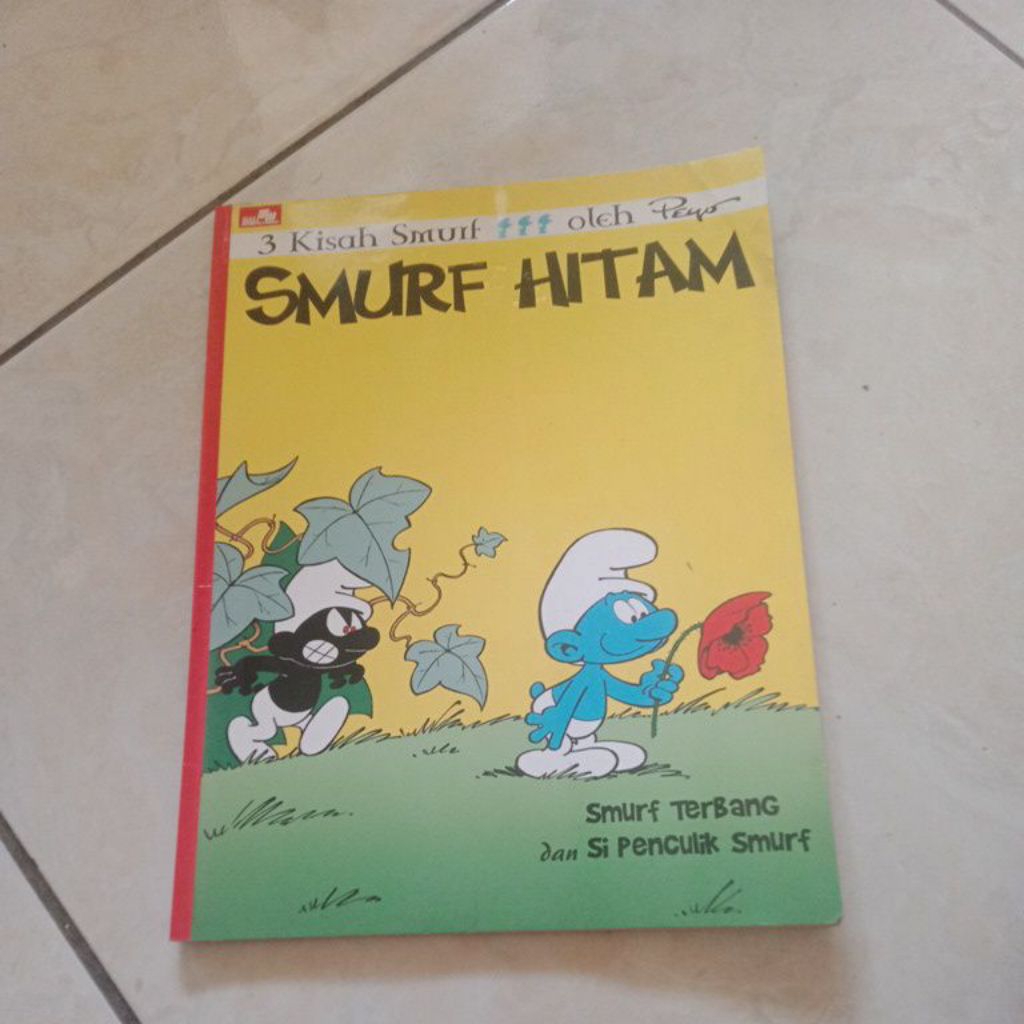 3 Kisah Smurf oleh Peyo
SMURF HITAM
Smurf TerBanG
dan Si Penculik Smurf